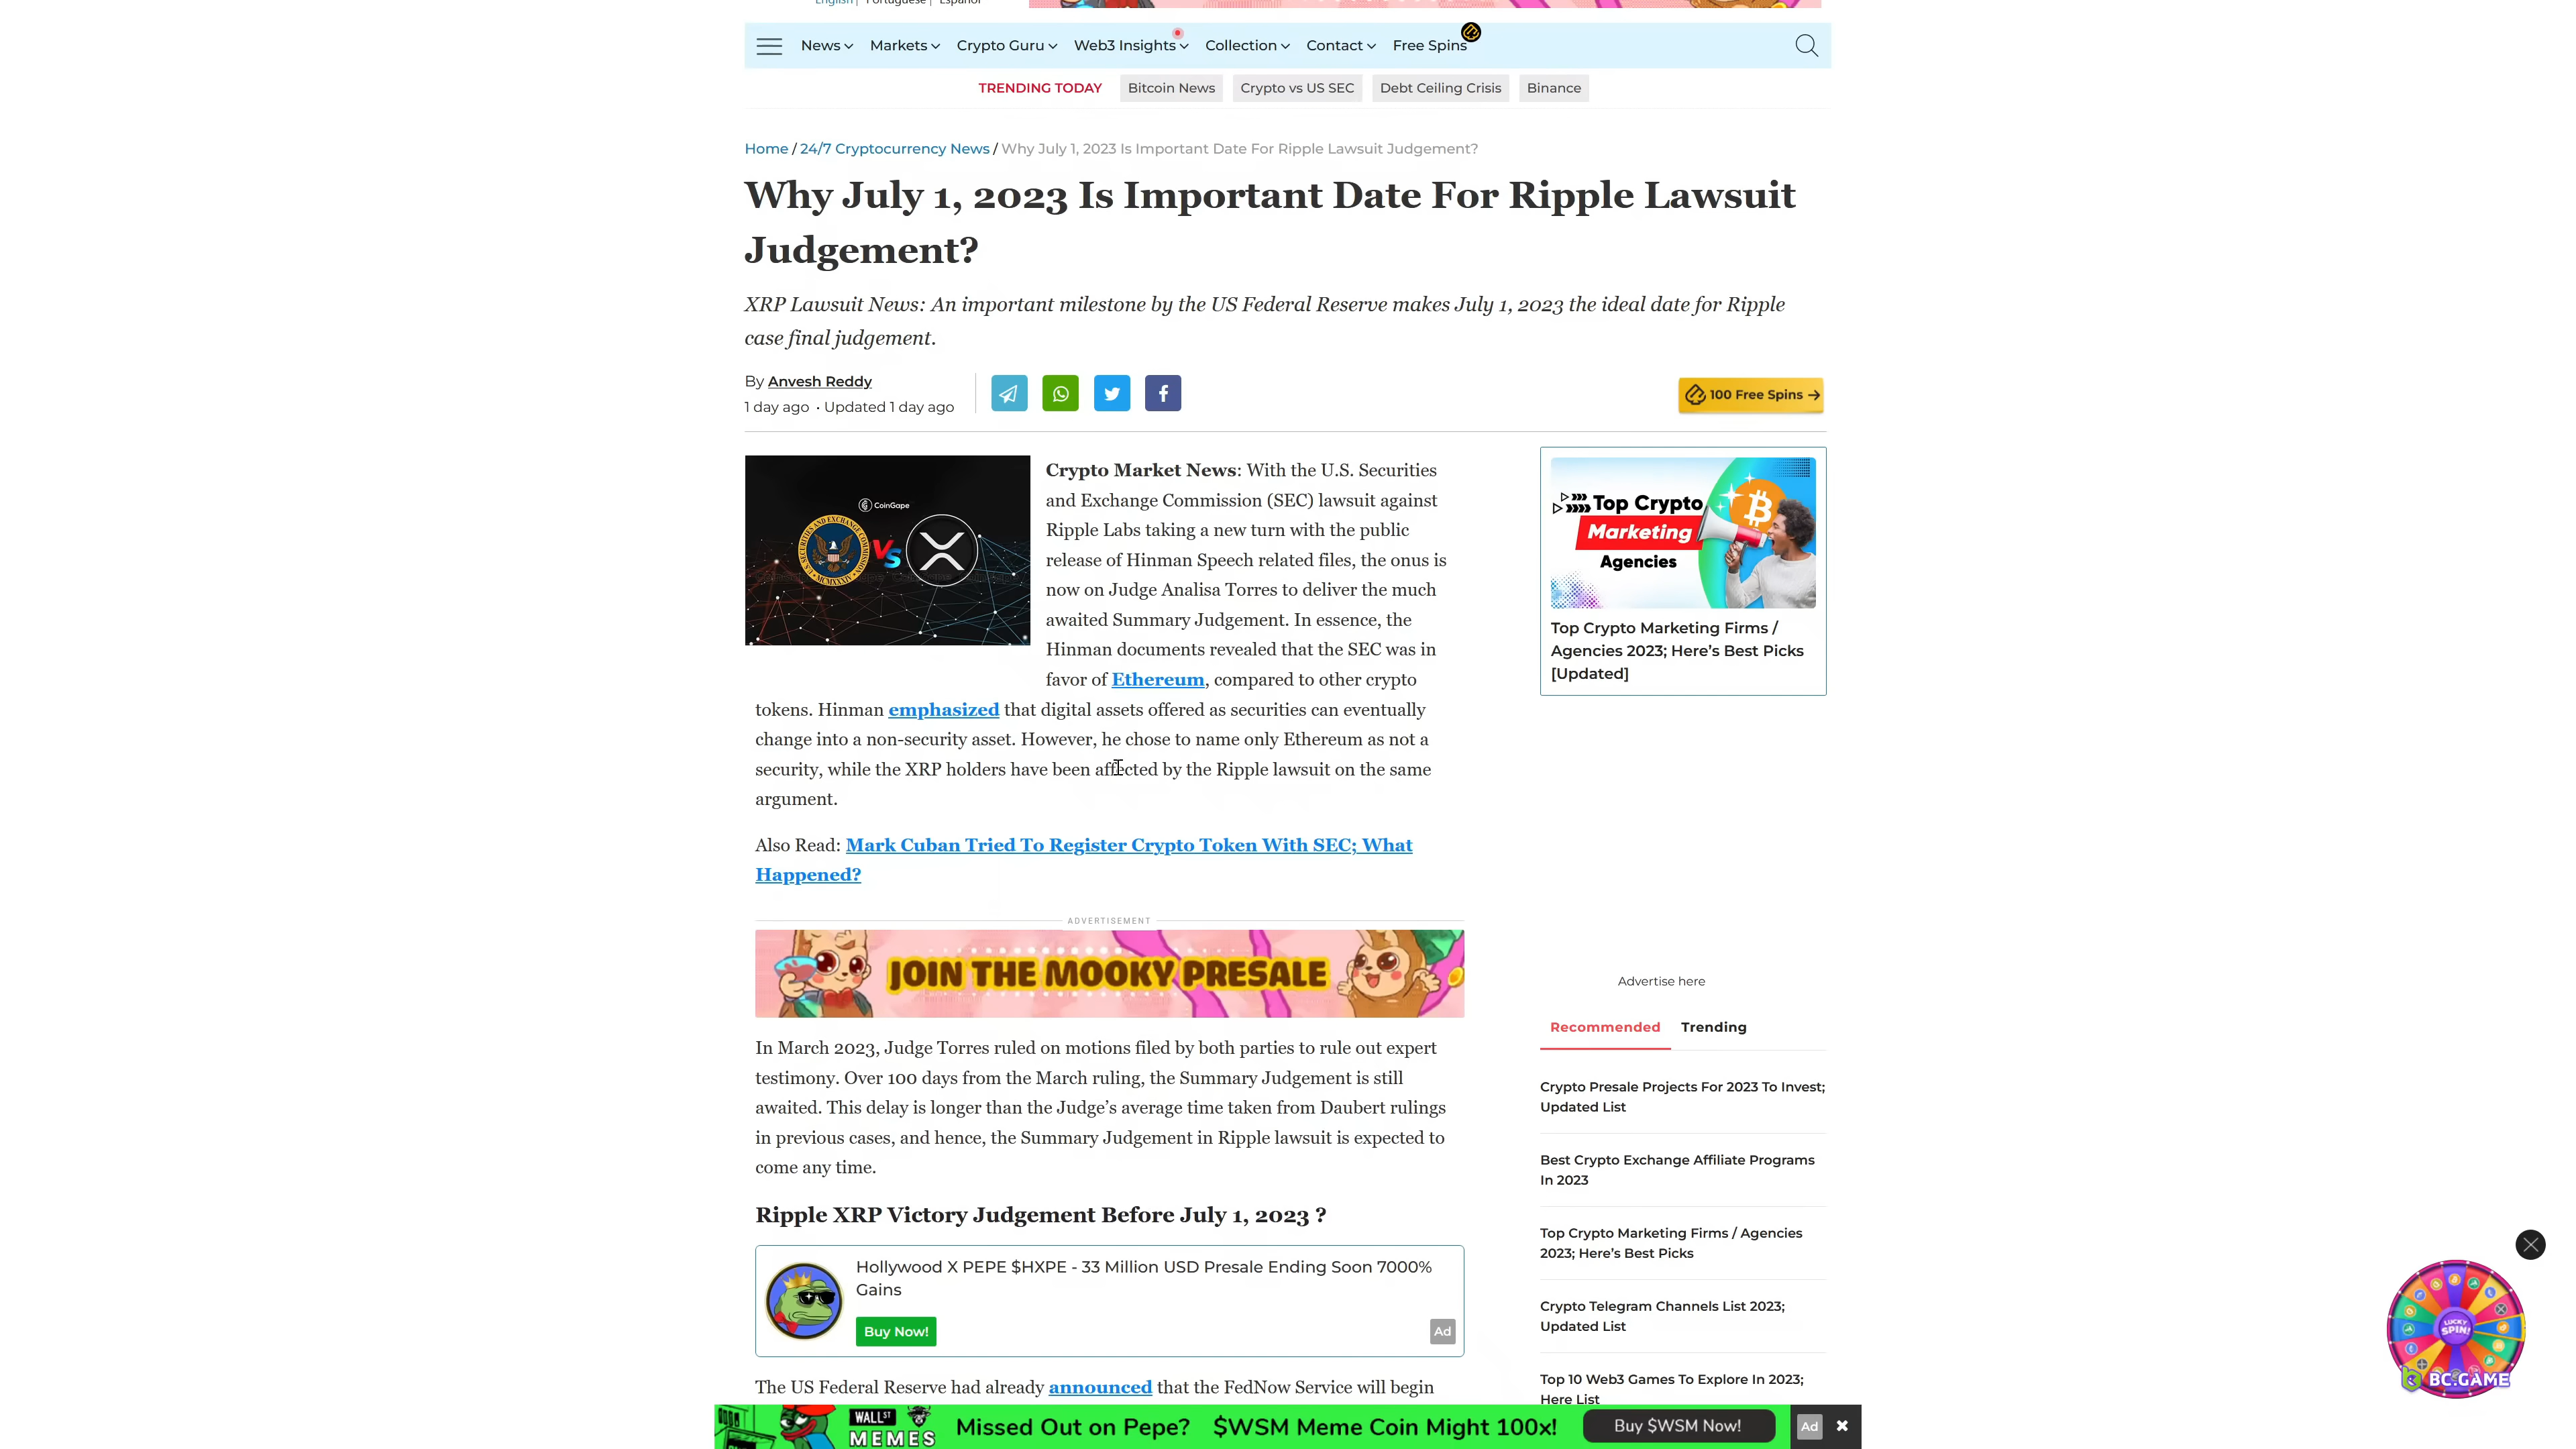 English | Portuguese | Español
News Markets Crypto Guru Web3 Insights Collection Contact Free Spins
TRENDING TODAY Bitcoin News Crypto vs US SEC Debt Ceiling Crisis Binance
Home / 24/7 Cryptocurrency News / Why July 1, 2023 Is Important Date For Ripple Lawsuit Judgement?
Why July 1, 2023 Is Important Date For Ripple Lawsuit
Judgement?
XRP Lawsuit News: An important milestone by the US Federal Reserve makes July 1, 2023 the ideal date for Ripple
case final judgement.
By Anvesh Reddy
1 day ago • Updated 1 day ago
100 Free Spins →
CoinGape
VS
Crypto Market News: With the U.S. Securities
and Exchange Commission (SEC) lawsuit against
Ripple Labs taking a new turn with the public
release of Hinman Speech related files, the onus is
now on Judge Analisa Torres to deliver the much
awaited Summary Judgement. In essence, the
Hinman documents revealed that the SEC was in
favor of Ethereum, compared to other crypto
tokens. Hinman emphasized that digital assets offered as securities can eventually
change into a non-security asset. However, he chose to name only Ethereum as not a
security, while the XRP holders have been affected by the Ripple lawsuit on the same
argument.
Also Read: Mark Cuban Tried To Register Crypto Token With SEC; What
Happened?
ADVERTISEMENT
JOIN THE MOOKY PRESALE
In March 2023, Judge Torres ruled on motions filed by both parties to rule out expert
testimony. Over 100 days from the March ruling, the Summary Judgement is still
awaited. This delay is longer than the Judge's average time taken from Daubert rulings
in previous cases, and hence, the Summary Judgement in Ripple lawsuit is expected to
come any time.
Ripple XRP Victory Judgement Before July 1, 2023 ?
Hollywood X PEPE $HXPE - 33 Million USD Presale Ending Soon 7000%
Gains
Buy Now!
Ad
The US Federal Reserve had already announced that the FedNow Service will begin
Top Crypto
Marketing
Agencies
Top Crypto Marketing Firms /
Agencies 2023; Here's Best Picks
[Updated]
Advertise here
Recommended Trending
Crypto Presale Projects For 2023 To Invest;
Updated List
Best Crypto Exchange Affiliate Programs
In 2023
Top Crypto Marketing Firms / Agencies
2023; Here's Best Picks
Crypto Telegram Channels List 2023;
Updated List
Top 10 Web3 Games To Explore In 2023;
Here List
LUCKY
SPIN!
BC.GAME
WALL ST
MEMES
Missed Out on Pepe? $WSM Meme Coin Might 100x!
Buy $WSM Now!
Ad